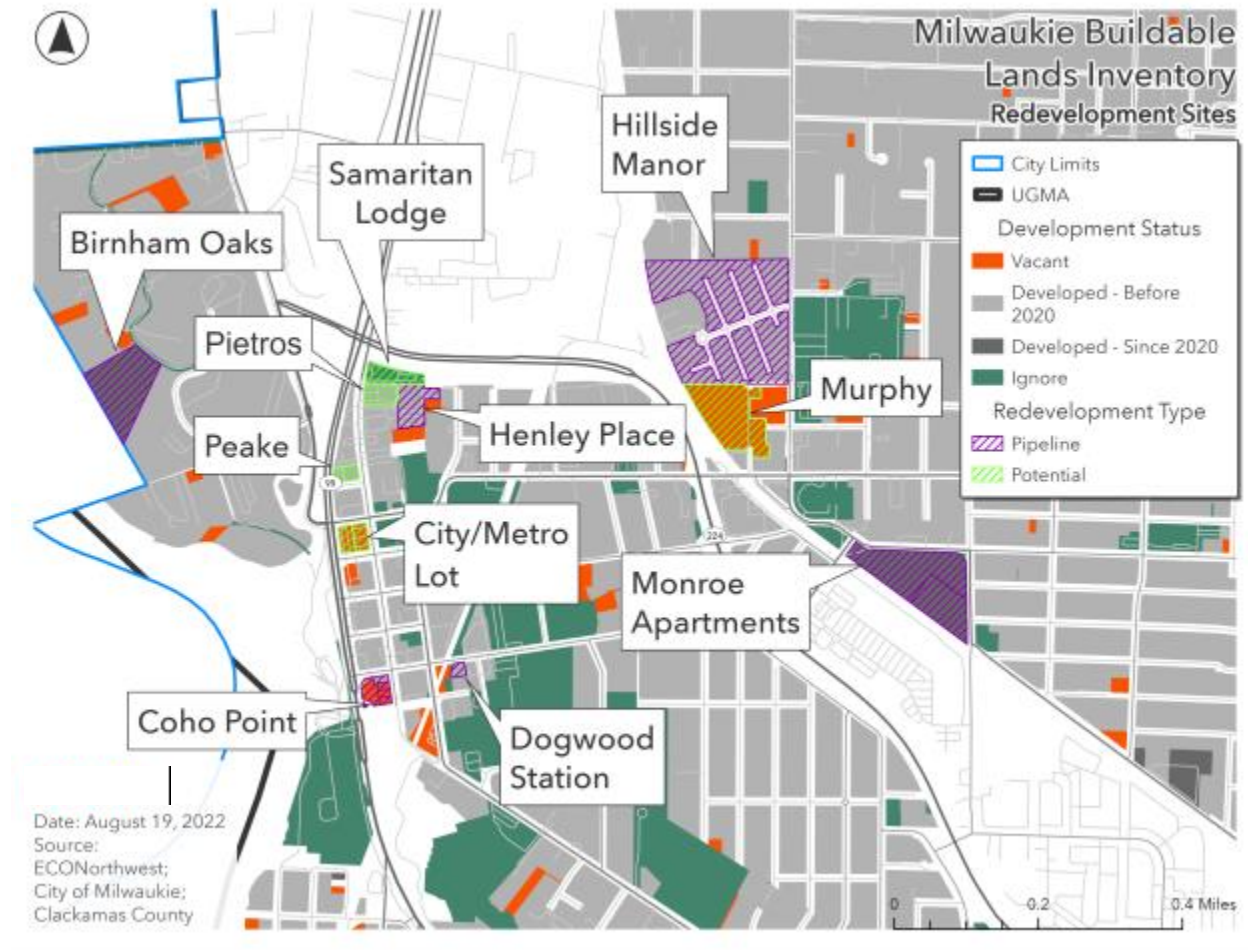 Milwaukie Buildable
Lands Inventory
Redevelopment Sites
City Limits
UGMA
Development Status
Vacant
Developed - Before
2020
Developed - Since 2020
Ignore
Redevelopment Type
Pipeline
Potential
Hillside
Manor
Samaritan
Lodge
Birnham Oaks
Pietros
Murphy
Henley Place
Peake
99
City/Metro
Lot
224
Monroe
Apartments
Coho Point
Dogwood
Station
Date: August 19, 2022
Source:
ECONorthwest;
City of Milwaukie;
Clackamas County
0 0.2 0.4 Miles